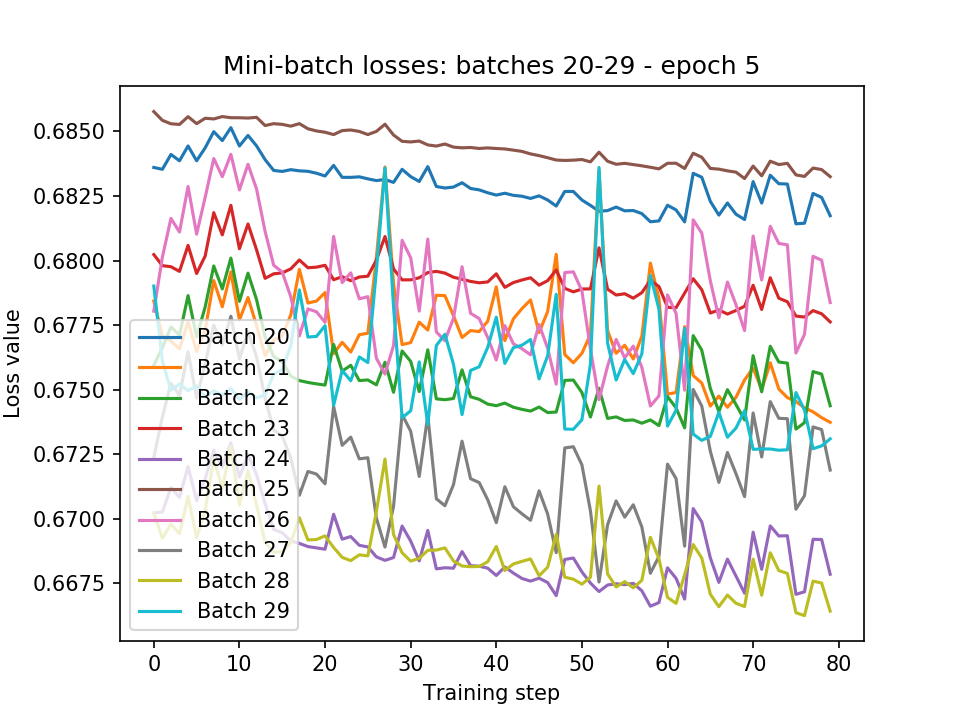 Mini-batch losses: batches 20-29 - epoch 5
Loss value
0.6850
0.6825
0.6800
0.6775
0.6750
0.6725
0.6700
0.6675
Batch 20
Batch 21
Batch 22
Batch 23
Batch 24
Batch 25
Batch 26
Batch 27
Batch 28
Batch 29
0 10 20 30 40 50 60 70 80
Training step